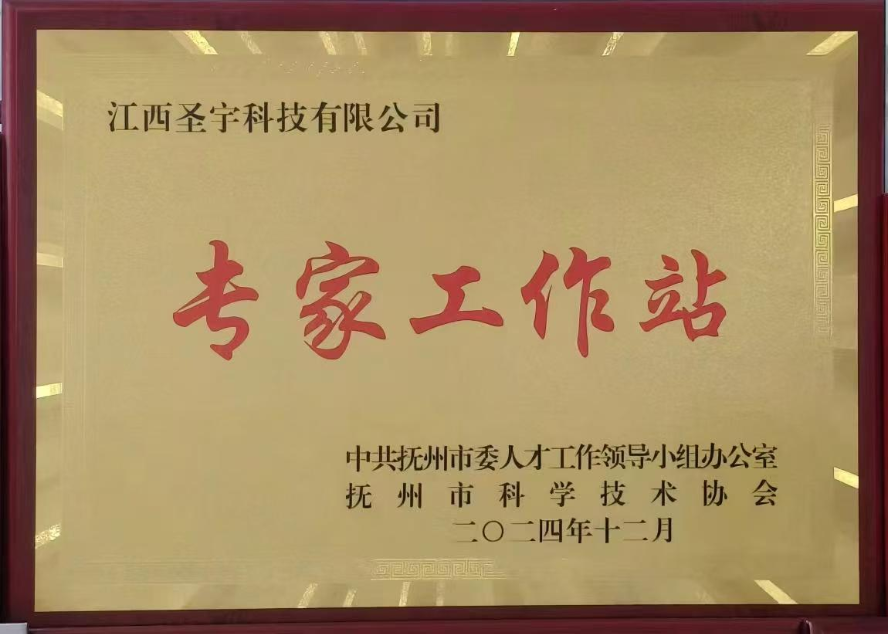 江西圣宇科技有限公司
专家工作站
中共抚州市委人才工作领导小组办公室
抚州市科学技术协会
二〇二四年十二月